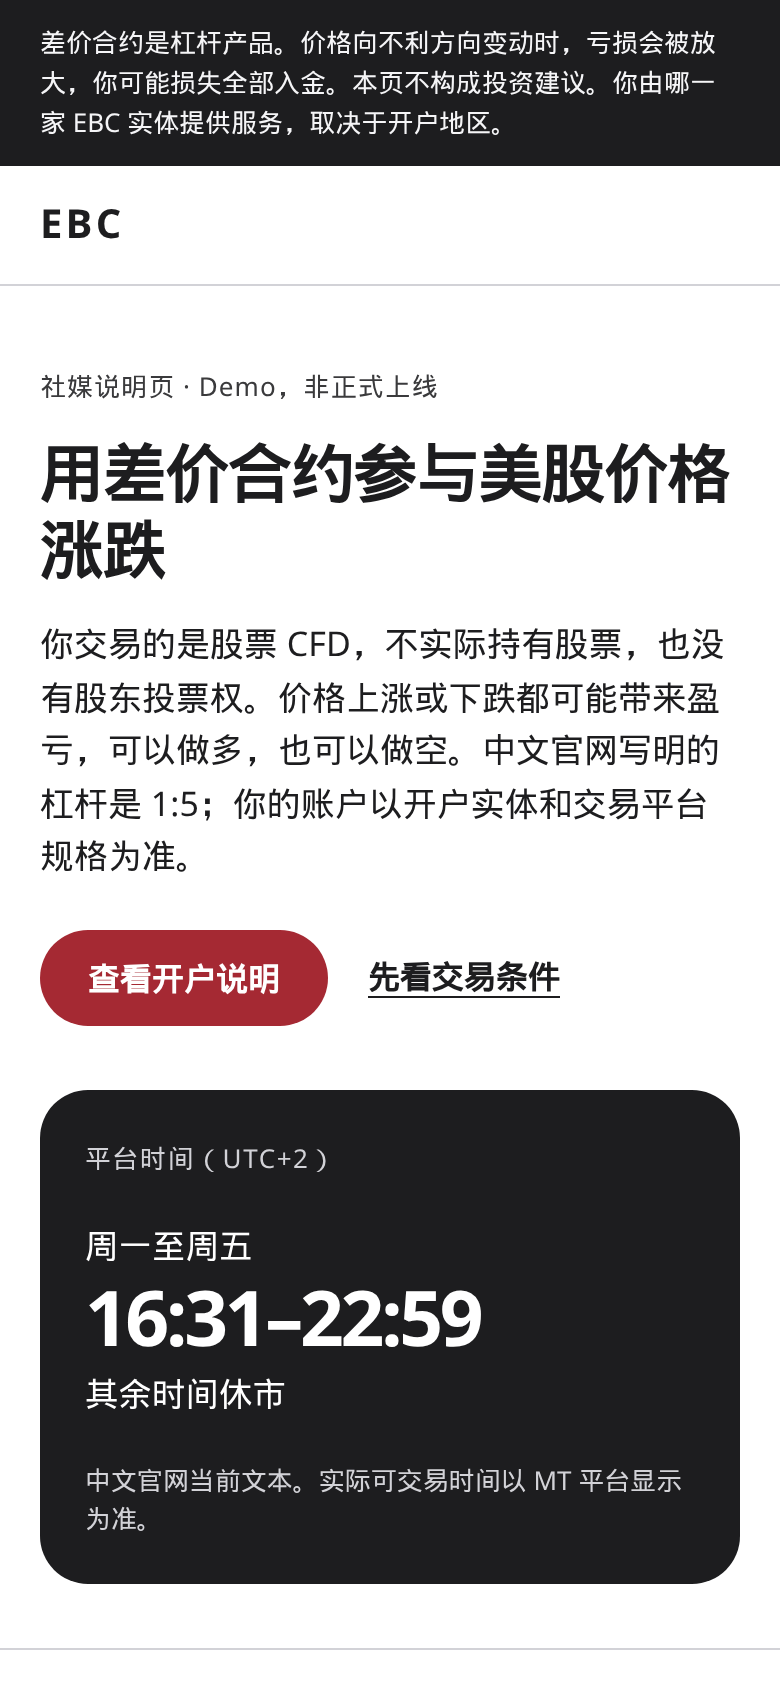 差价合约是杠杆产品。价格向不利方向变动时，亏损会被放
大，你可能损失全部入金。本页不构成投资建议。你由哪一
家 EBC 实体提供服务，取决于开户地区。
EBC
社媒说明页 · Demo，非正式上线
用差价合约参与美股价格
涨跌
你交易的是股票 CFD，不实际持有股票，也没
有股东投票权。价格上涨或下跌都可能带来盈
亏，可以做多，也可以做空。中文官网写明的
杠杆是 1:5；你的账户以开户实体和交易平台
规格为准。
查看开户说明
先看交易条件
平台时间（UTC+2）
周一至周五
16:31–22:59
其余时间休市
中文官网当前文本。实际可交易时间以 MT 平台显示
为准。